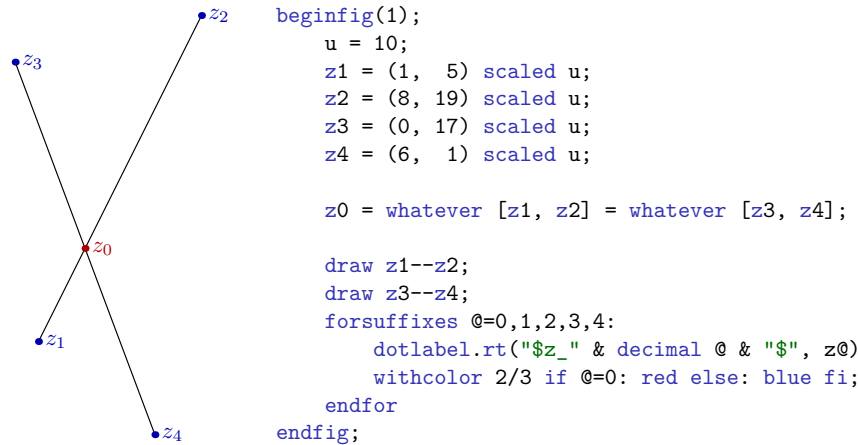 z2
z3
z0
z1
z4
beginfig(1);
    u = 10;
    z1 = (1,  5) scaled u;
    z2 = (8, 19) scaled u;
    z3 = (0, 17) scaled u;
    z4 = (6,  1) scaled u;

    z0 = whatever [z1, z2] = whatever [z3, z4];

    draw z1--z2;
    draw z3--z4;
    forsuffixes @=0,1,2,3,4:
        dotlabel.rt("$z_" & decimal @ & "$", z@)
        withcolor 2/3 if @=0: red else: blue fi;
    endfor
endfig;